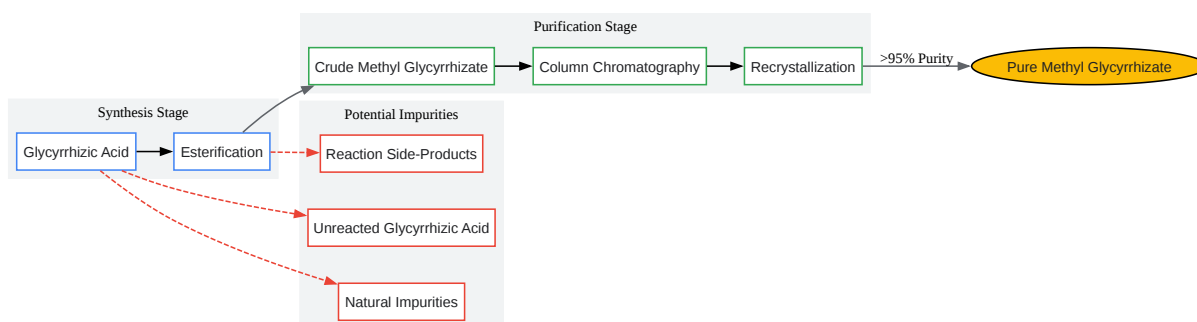 Purification Stage
Crude Methyl Glycyrrhizate
Column Chromatography
Recrystallization
>95% Purity
Pure Methyl Glycyrrhizate
Synthesis Stage
Glycyrrhizic Acid
Esterification
Potential Impurities
Reaction Side-Products
Unreacted Glycyrrhizic Acid
Natural Impurities